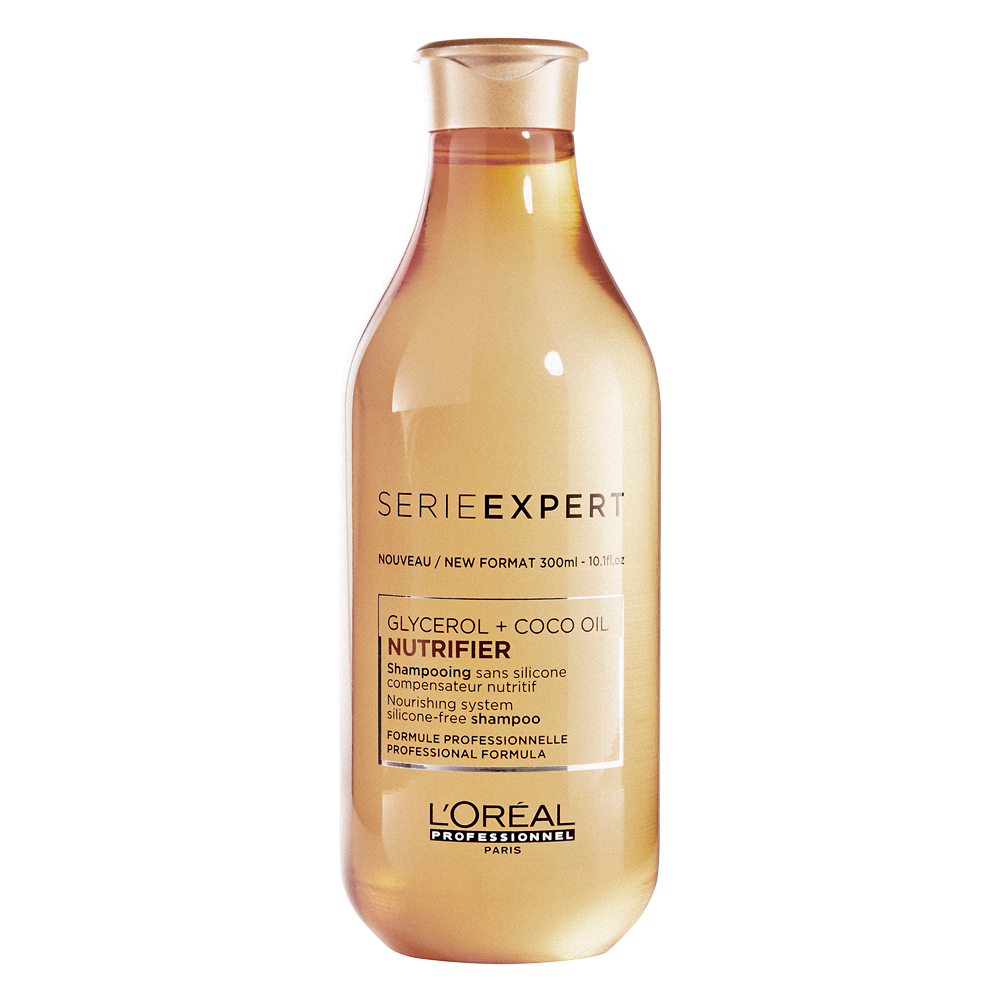 SERIEEXPERT
NOUVEAU / NEW FORMAT 300ml - 10.1fl.oz
GLYCEROL + COCO OIL
NUTRIFIER
Shampooing sans silicone
compensateur nutritif
Nourishing system
silicone-free shampoo
FORMULE PROFESSIONNELLE
PROFESSIONAL FORMULA
L'ORÉAL
PROFESSIONNEL
PARIS